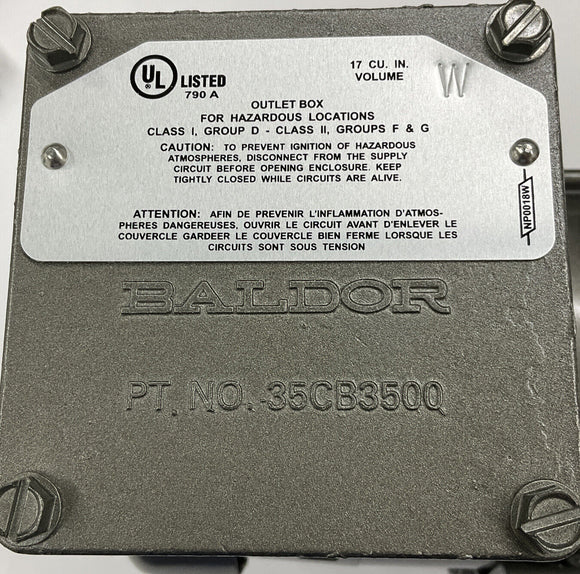 UL LISTED
®
790 A
17 CU. IN.
VOLUME
W
OUTLET BOX
FOR HAZARDOUS LOCATIONS
CLASS I, GROUP D - CLASS II, GROUPS F & G
CAUTION: TO PREVENT IGNITION OF HAZARDOUS
ATMOSPHERES, DISCONNECT FROM THE SUPPLY
CIRCUIT BEFORE OPENING ENCLOSURE. KEEP
TIGHTLY CLOSED WHILE CIRCUITS ARE ALIVE.
NP0018W
ATTENTION: AFIN DE PREVENIR L'INFLAMMATION D'ATMOS-
PHERES DANGEREUSES, OUVRIR LE CIRCUIT AVANT D'ENLEVER LE
COUVERCLE GARDEER LE COUVERCLE BIEN FERME LORSQUE LES
CIRCUITS SONT SOUS TENSION
BALDOR
PT. NO. 35CB3500